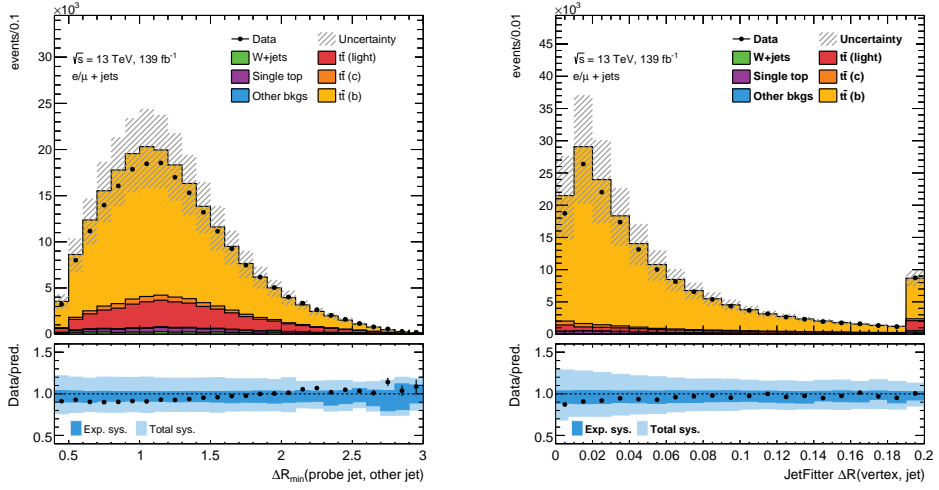 ×10³
events/0.1
Data
Uncertainty
√s = 13 TeV, 139 fb⁻¹
W+jets
tt̄ (light)
e/μ + jets
Single top
tt̄ (c)
Other bkgs
tt̄ (b)
30
25
20
15
10
5
0
Data/pred.
1.5
1.0
0.5
Exp. sys.
Total sys.
0.5 1 1.5 2 2.5 3
ΔRmin(probe jet, other jet)
×10³
events/0.01
Data
Uncertainty
√s = 13 TeV, 139 fb⁻¹
W+jets
tt̄ (light)
e/μ + jets
Single top
tt̄ (c)
Other bkgs
tt̄ (b)
45
40
35
30
25
20
15
10
5
0
Data/pred.
1.5
1.0
0.5
Exp. sys.
Total sys.
0 0.02 0.04 0.06 0.08 0.1 0.12 0.14 0.16 0.18 0.2
JetFitter ΔR(vertex, jet)